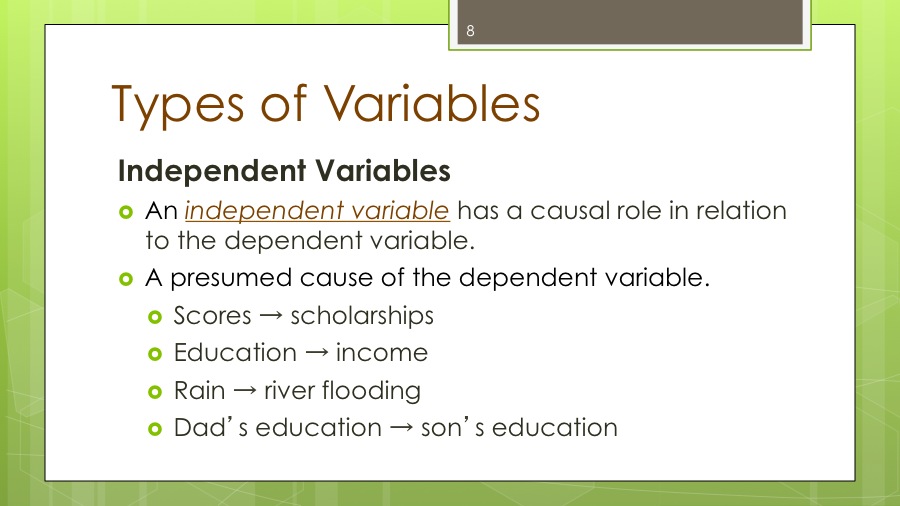 8
Types of Variables
Independent Variables
An independent variable has a causal role in relation
to the dependent variable.
A presumed cause of the dependent variable.
Scores → scholarships
Education → income
Rain → river flooding
Dad’s education → son’s education